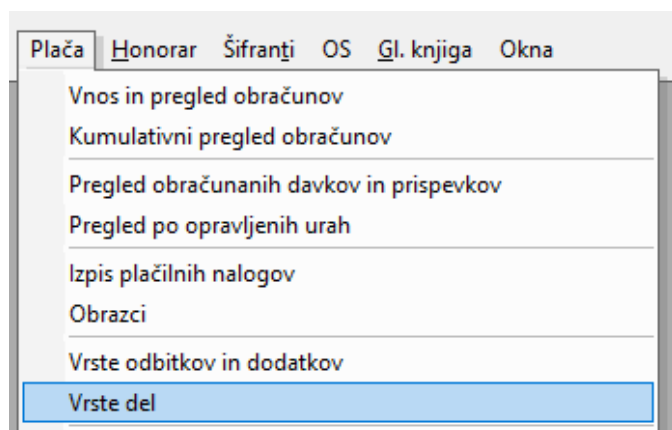 Plača Honorar Šifranti OS Gl. knjiga Okna
Vnos in pregled obračunov
Kumulativni pregled obračunov
Pregled obračunanih davkov in prispevkov
Pregled po opravljenih urah
Izpis plačilnih nalogov
Obrazci
Vrste odbitkov in dodatkov
Vrste del